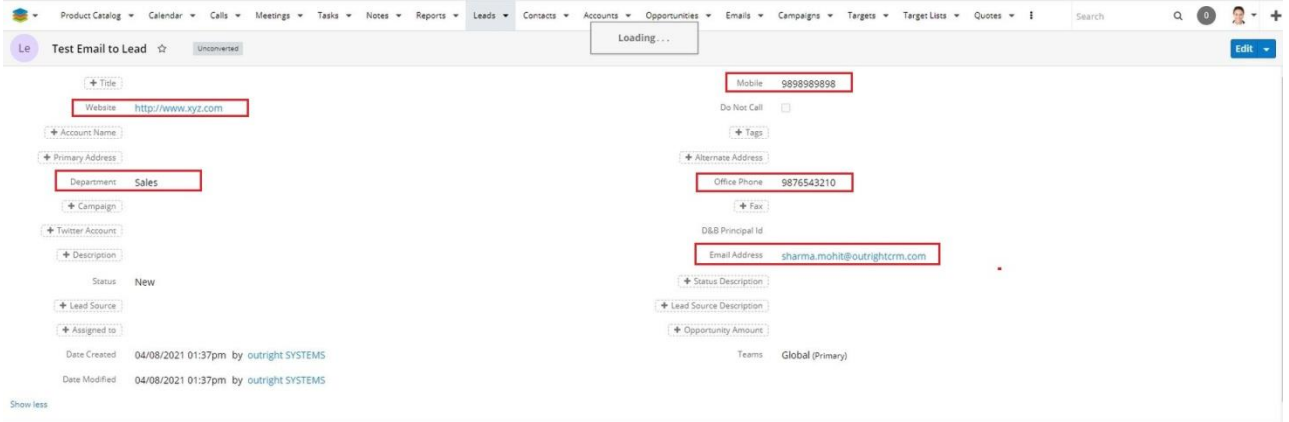 Product Catalog Calendar Calls Meetings Tasks Notes Reports Leads Contacts Accounts Opportunities Emails Campaigns Targets Target Lists Quotes Search 0
Loading...
Le Test Email to Lead Unconverted Edit
+ Title Mobile 9898989898
Website http://www.xyz.com Do Not Call
+ Account Name + Tags
+ Primary Address + Alternate Address
Department Sales Office Phone 9876543210
+ Campaign + Fax
+ Twitter Account D&B Principal Id
+ Description Email Address sharma.mohit@outrightcrm.com
Status New + Status Description
+ Lead Source + Lead Source Description
+ Assigned to + Opportunity Amount
Date Created 04/08/2021 01:37pm by outright SYSTEMS Teams Global (Primary)
Date Modified 04/08/2021 01:37pm by outright SYSTEMS
Show less